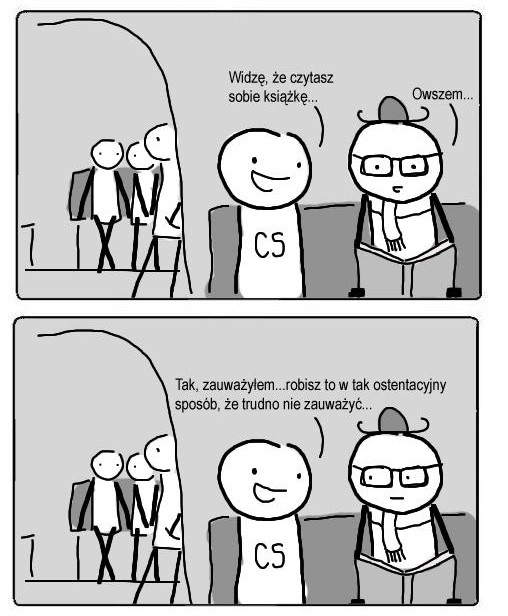 Widzę, że czytasz
sobie książkę...
Owszem...
CS
Tak, zauważyłem...robisz to w tak ostentacyjny
sposób, że trudno nie zauważyć...
CS